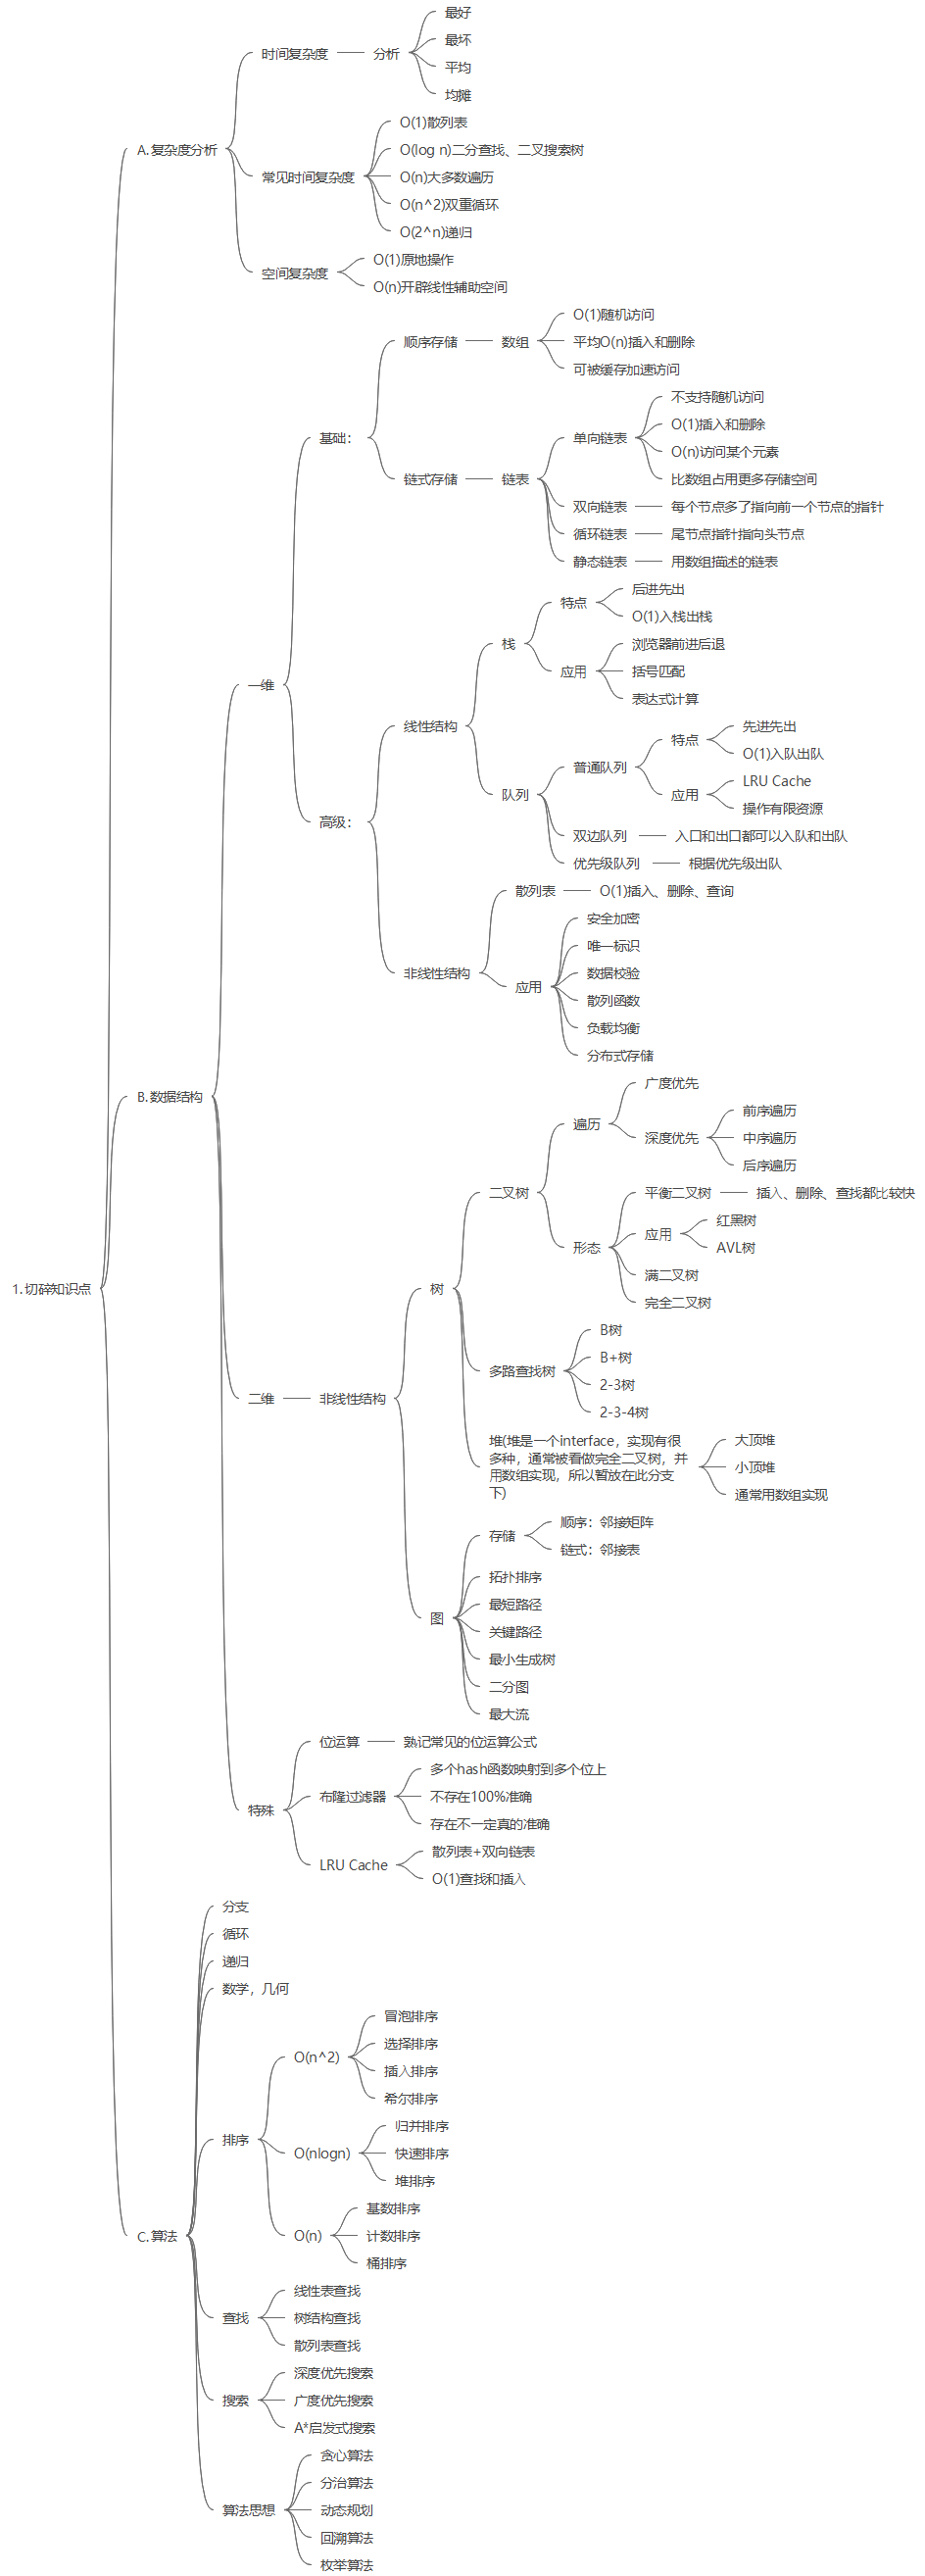 1.切碎知识点
A.复杂度分析
时间复杂度
分析
最好
最坏
平均
均摊
常见时间复杂度
O(1)散列表
O(log n)二分查找、二叉搜索树
O(n)大多数遍历
O(n^2)双重循环
O(2^n)递归
空间复杂度
O(1)原地操作
O(n)开辟线性辅助空间
B.数据结构
一维
基础：
顺序存储
数组
O(1)随机访问
平均O(n)插入和删除
可被缓存加速访问
链式存储
链表
单向链表
不支持随机访问
O(1)插入和删除
O(n)访问某个元素
比数组占用更多存储空间
双向链表
每个节点多了指向前一个节点的指针
循环链表
尾节点指针指向头节点
静态链表
用数组描述的链表
高级：
线性结构
栈
特点
后进先出
O(1)入栈出栈
应用
浏览器前进后退
括号匹配
表达式计算
队列
普通队列
特点
先进先出
O(1)入队出队
应用
LRU Cache
操作有限资源
双边队列
入口和出口都可以入队和出队
优先级队列
根据优先级出队
非线性结构
散列表
O(1)插入、删除、查询
应用
安全加密
唯一标识
数据校验
散列函数
负载均衡
分布式存储
二维
非线性结构
树
二叉树
遍历
广度优先
深度优先
前序遍历
中序遍历
后序遍历
形态
平衡二叉树
插入、删除、查找都比较快
应用
红黑树
AVL树
满二叉树
完全二叉树
多路查找树
B树
B+树
2-3树
2-3-4树
堆(堆是一个interface，实现有很
多种，通常被看做完全二叉树，并
用数组实现，所以暂放在此分支
下)
大顶堆
小顶堆
通常用数组实现
图
存储
顺序：邻接矩阵
链式：邻接表
拓扑排序
最短路径
关键路径
最小生成树
二分图
最大流
特殊
位运算
熟记常见的位运算公式
布隆过滤器
多个hash函数映射到多个位上
不存在100%准确
存在不一定真的准确
LRU Cache
散列表+双向链表
O(1)查找和插入
C.算法
分支
循环
递归
数学，几何
排序
O(n^2)
冒泡排序
选择排序
插入排序
希尔排序
O(nlogn)
归并排序
快速排序
堆排序
O(n)
基数排序
计数排序
桶排序
查找
线性表查找
树结构查找
散列表查找
搜索
深度优先搜索
广度优先搜索
A*启发式搜索
算法思想
贪心算法
分治算法
动态规划
回溯算法
枚举算法